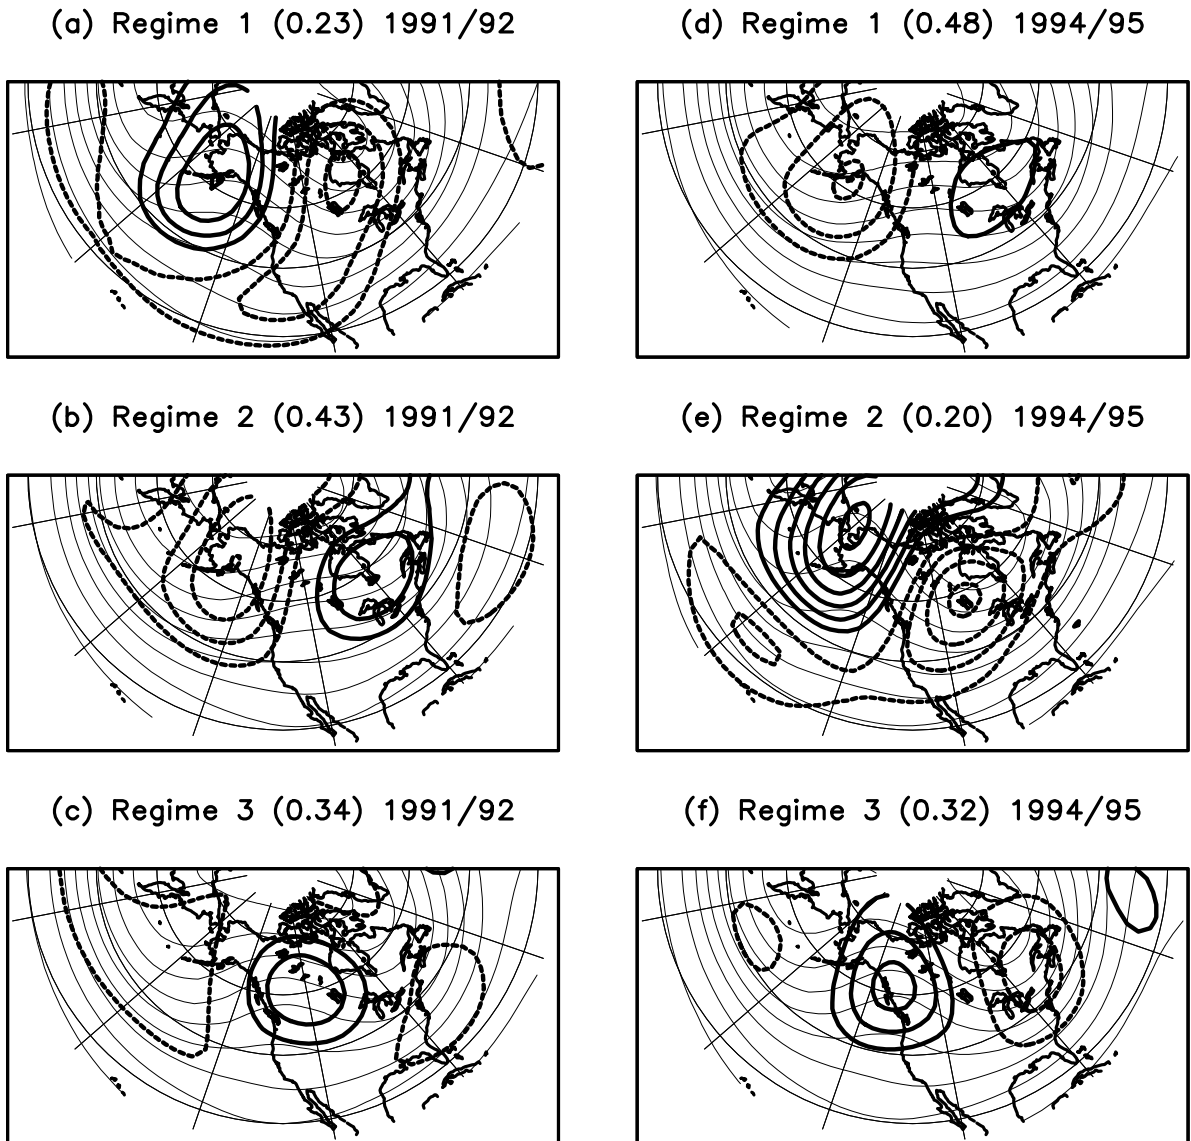 (a) Regime 1 (0.23) 1991/92
(d) Regime 1 (0.48) 1994/95
(b) Regime 2 (0.43) 1991/92
(e) Regime 2 (0.20) 1994/95
(c) Regime 3 (0.34) 1991/92
(f) Regime 3 (0.32) 1994/95